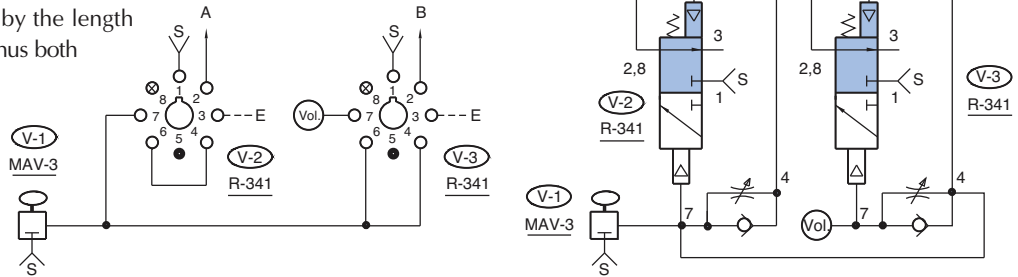 by the length
nus both
A
S
1
2
3
4
5
6
7
8
E
V-2
R-341
V-1
MAV-3
S
B
S
1
2
3
4
5
6
7
8
Vol.
E
V-3
R-341
3
2,8
S
1
V-2
R-341
4
7
V-1
MAV-3
S
3
2,8
S
1
V-3
R-341
4
Vol.
7